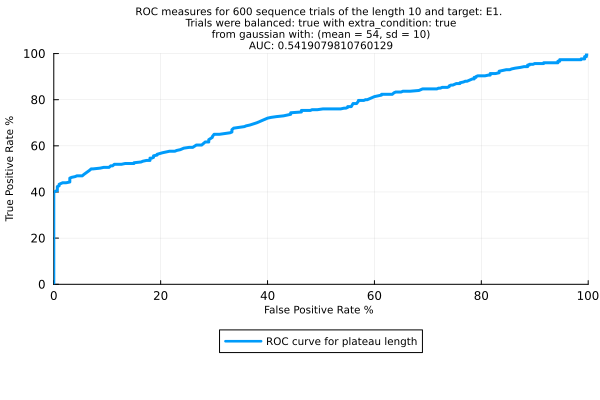 ROC measures for 600 sequence trials of the length 10 and target: E1.
Trials were balanced: true with extra_condition: true
from gaussian with: (mean = 54, sd = 10)
AUC: 0.5419079810760129
100
80
60
40
20
0
True Positive Rate %
0 20 40 60 80 100
False Positive Rate %
ROC curve for plateau length